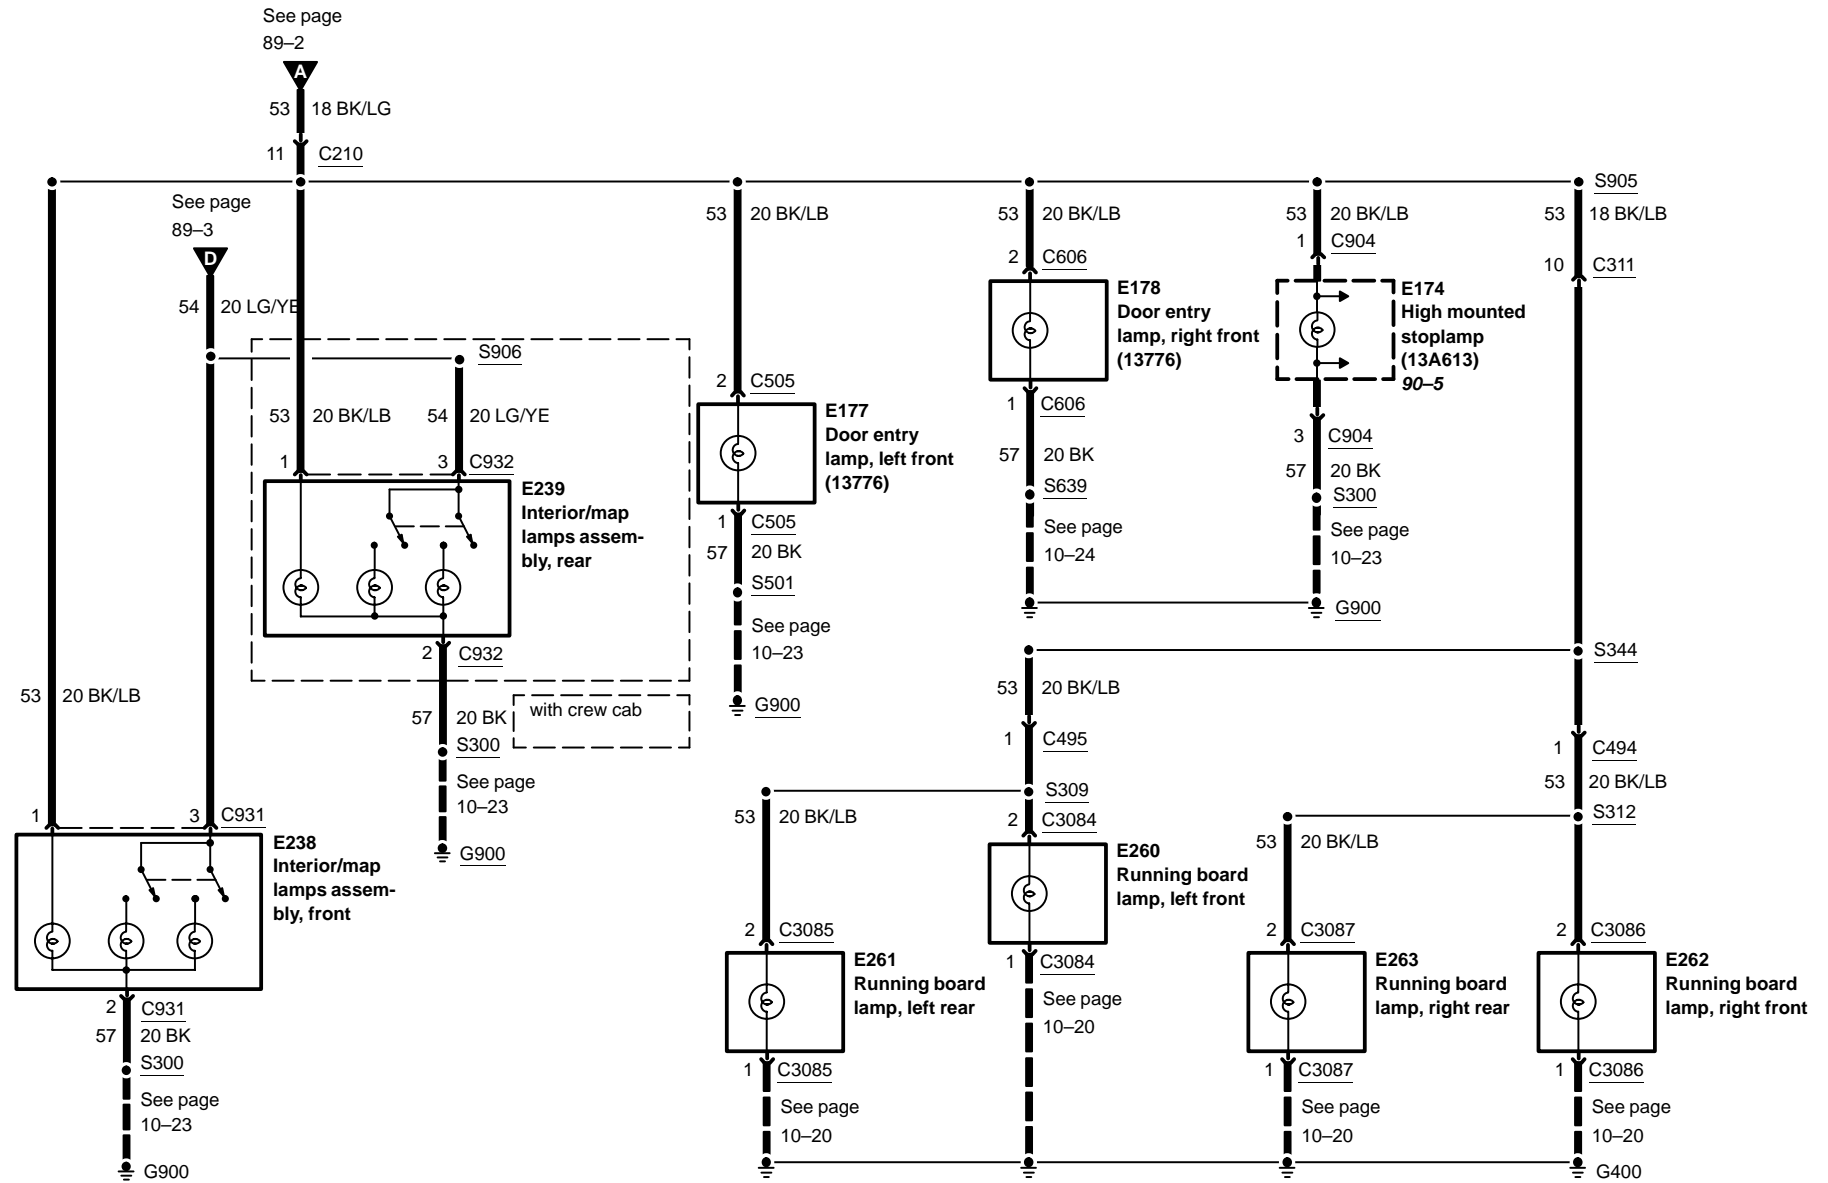 See page
89–2
A
53 18 BK/LG
11 C210
S905
See page
89–3
D
54 20 LG/YE
53 20 BK/LB
53 20 BK/LB
53 20 BK/LB
53 18 BK/LB
2 C606
1 C904
10 C311
E178
Door entry
lamp, right front
(13776)
E174
High mounted
stoplamp
(13A613)
90–5
S906
53 20 BK/LB
54 20 LG/YE
2 C505
1 C606
3 C904
E177
Door entry
lamp, left front
(13776)
57 20 BK
57 20 BK
1 3 C932
S639
S300
E239
Interior/map
lamps assem-
bly, rear
1 C505
57 20 BK
S501
See page
10–24
See page
10–23
G900
See page
10–23
2 C932
S344
53 20 BK/LB
53 20 BK/LB
G900
with crew cab
57 20 BK
S300
See page
10–23
G900
1 C495
1 C494
53 20 BK/LB
S309
S312
53 20 BK/LB
2 C3084
53 20 BK/LB
1 3 C931
E238
Interior/map
lamps assem-
bly, front
E260
Running board
lamp, left front
2 C3085
2 C3087
2 C3086
1 C3084
See page
10–20
E261
Running board
lamp, left rear
E263
Running board
lamp, right rear
E262
Running board
lamp, right front
2 C931
57 20 BK
S300
See page
10–23
G900
1 C3085
See page
10–20
1 C3087
See page
10–20
1 C3086
See page
10–20
G400